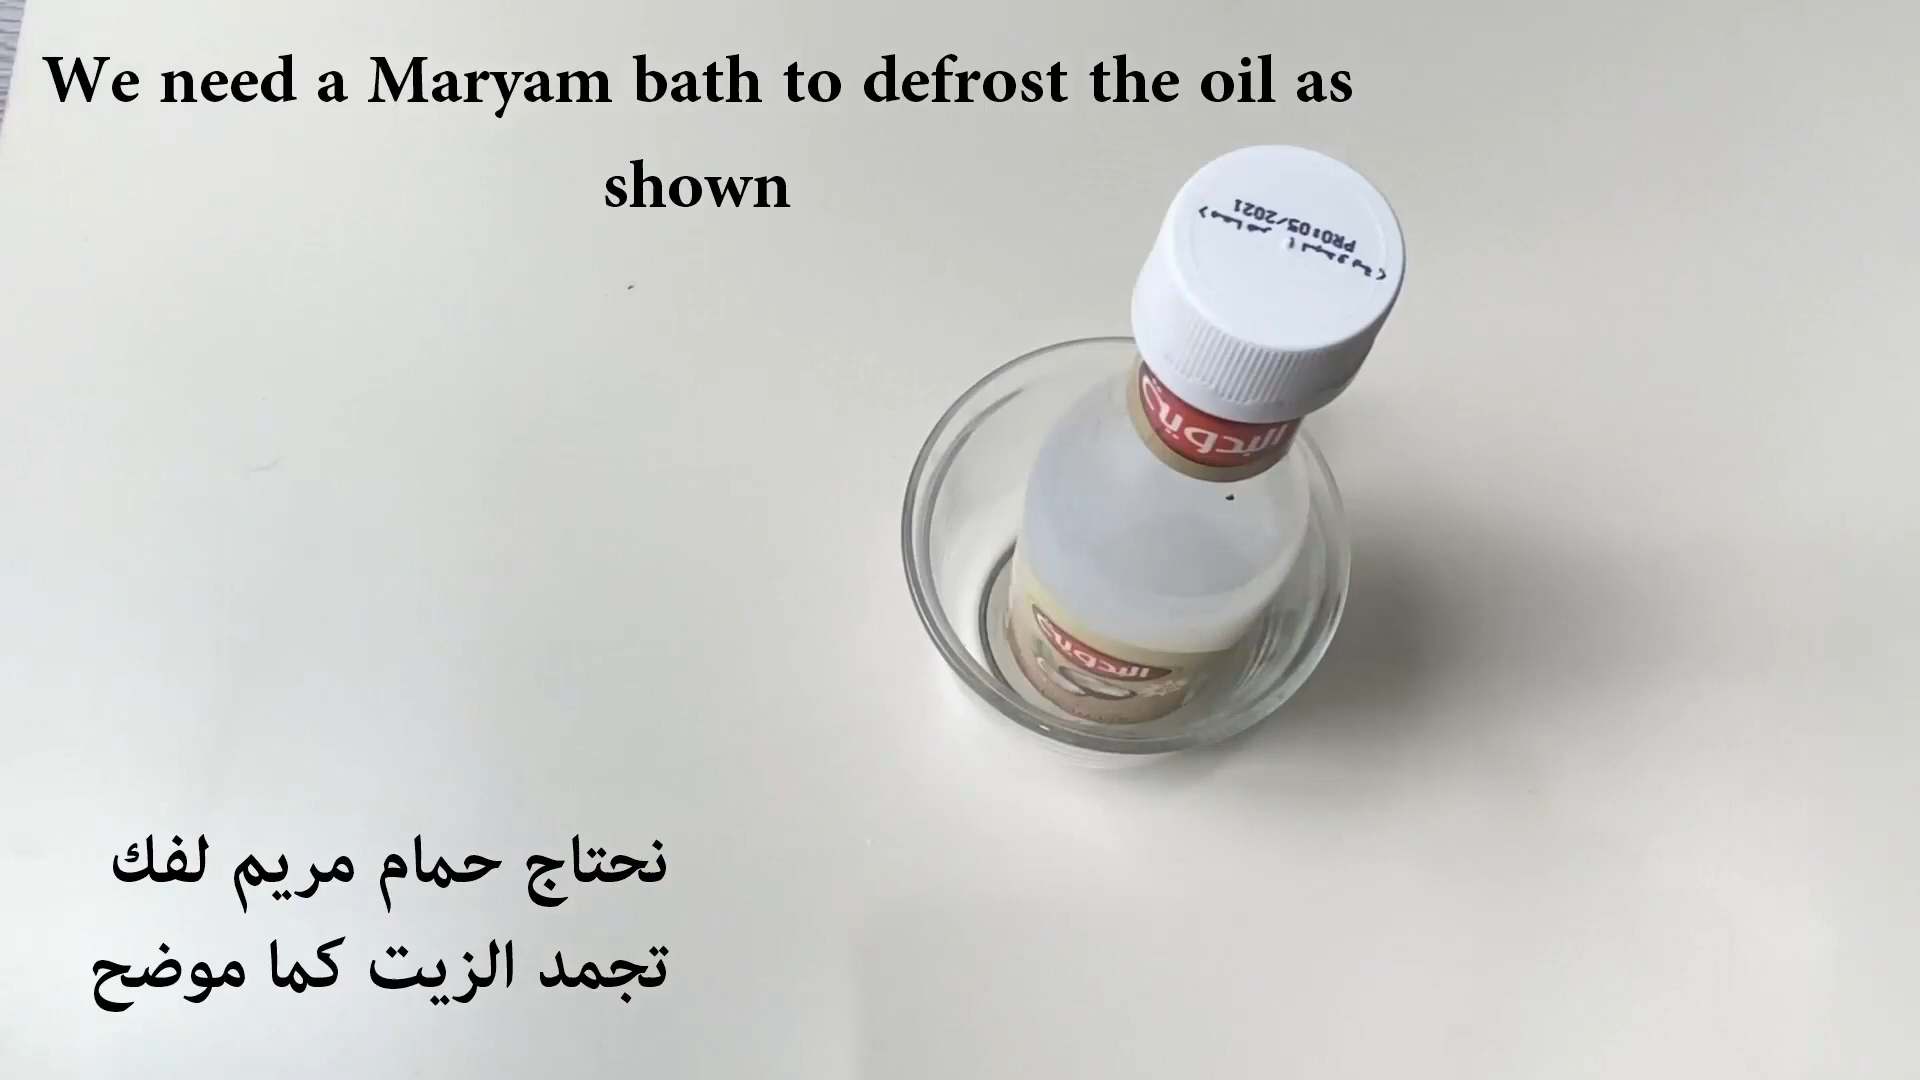 We need a Maryam bath to defrost the oil as
shown
PRO:05/2021
البدوية
البدوية
نحتاج حمام مريم لفك
تجمد الزيت كما موضح